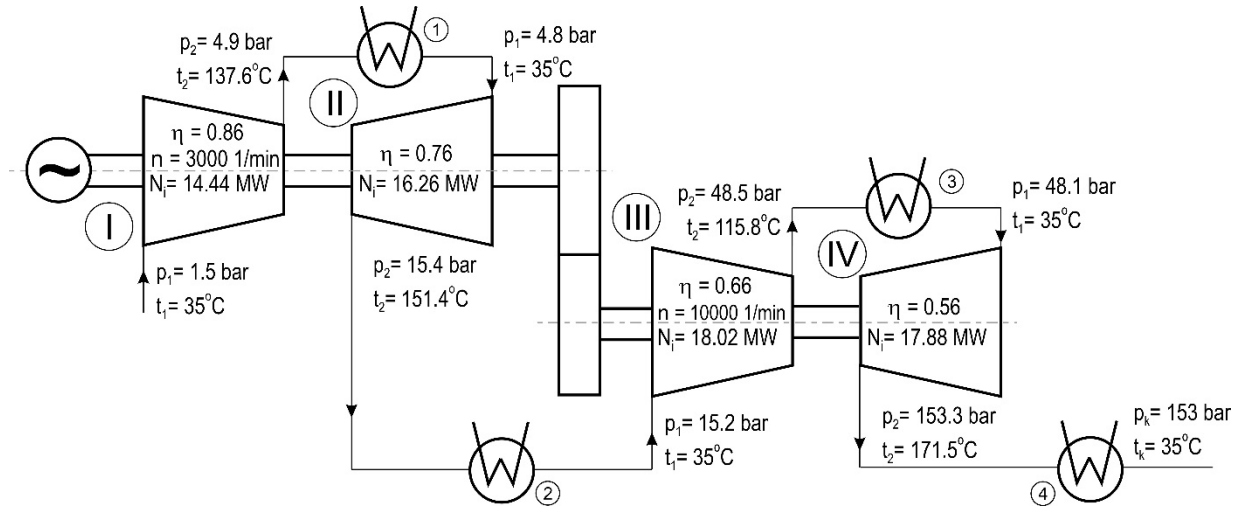 p₂= 4.9 bar
t₂= 137.6°C
1
p₁= 4.8 bar
t₁= 35°C
II
η = 0.86
n = 3000 1/min
Nᵢ= 14.44 MW
η = 0.76
Nᵢ= 16.26 MW
~
I
p₁= 1.5 bar
t₁= 35°C
p₂= 15.4 bar
t₂= 151.4°C
III
p₂= 48.5 bar
t₂= 115.8°C
3
p₁= 48.1 bar
t₁= 35°C
IV
η = 0.66
n = 10000 1/min
Nᵢ= 18.02 MW
η = 0.56
Nᵢ= 17.88 MW
2
p₁= 15.2 bar
t₁= 35°C
p₂= 153.3 bar
t₂= 171.5°C
4
pₖ= 153 bar
tₖ= 35°C